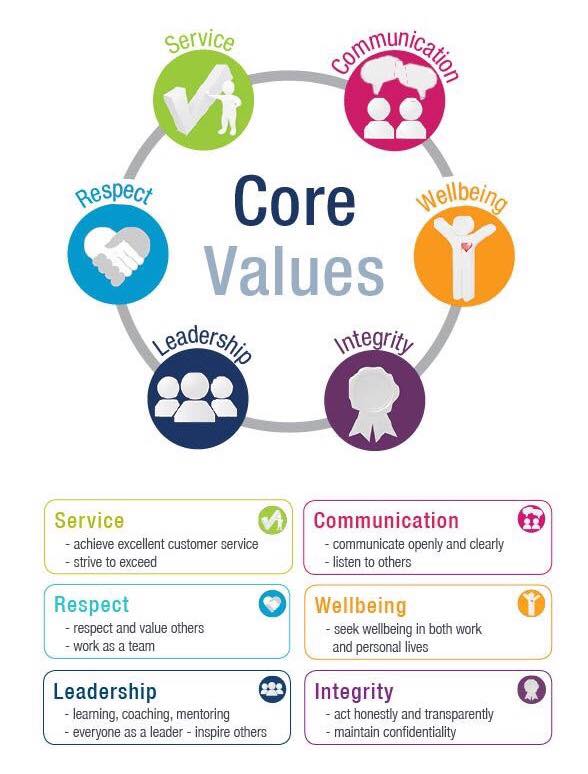 Service
Communication
Respect
Core
Values
Wellbeing
Leadership
Integrity
Service
- achieve excellent customer service
- strive to exceed
Communication
- communicate openly and clearly
- listen to others
Respect
- respect and value others
- work as a team
Wellbeing
- seek wellbeing in both work
and personal lives
Leadership
- learning, coaching, mentoring
- everyone as a leader - inspire others
Integrity
- act honestly and transparently
- maintain confidentiality